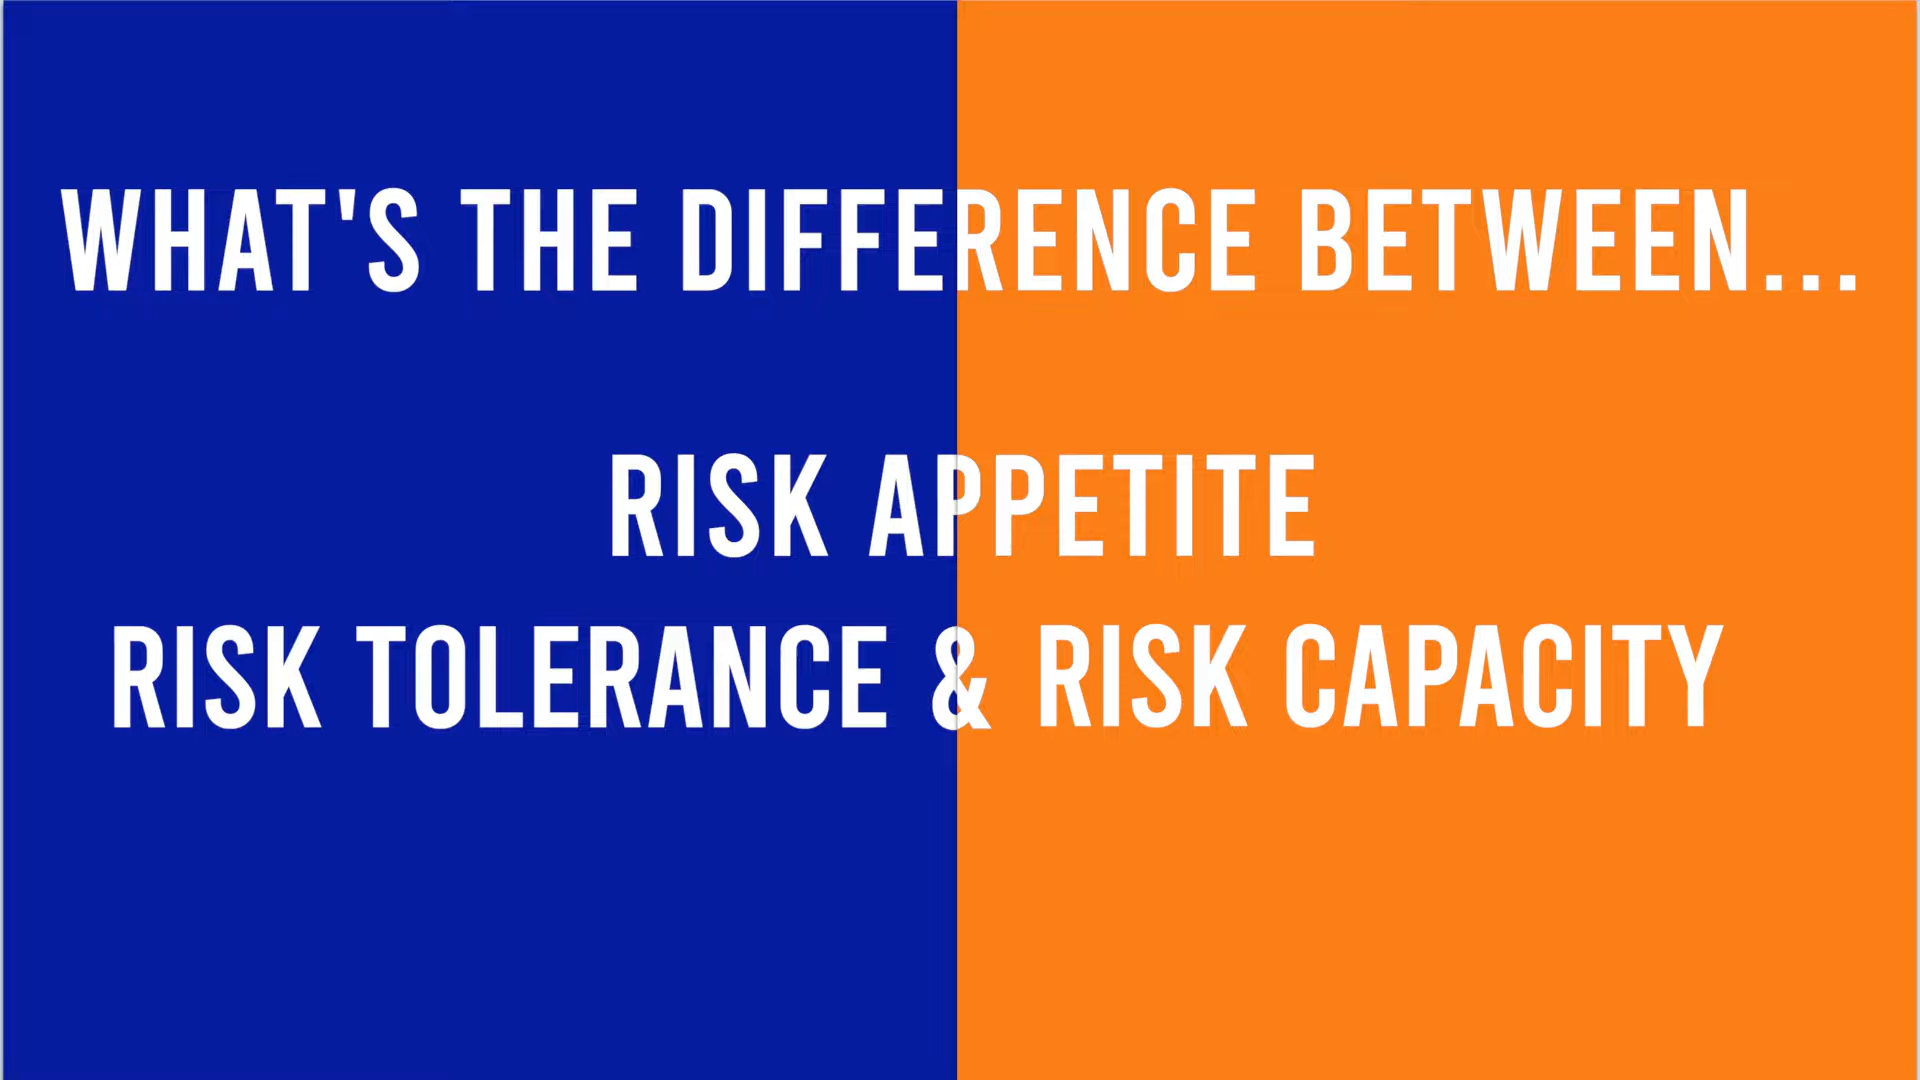 WHAT'S THE DIFFERENCE BETWEEN...
RISK APPETITE
RISK TOLERANCE & RISK CAPACITY